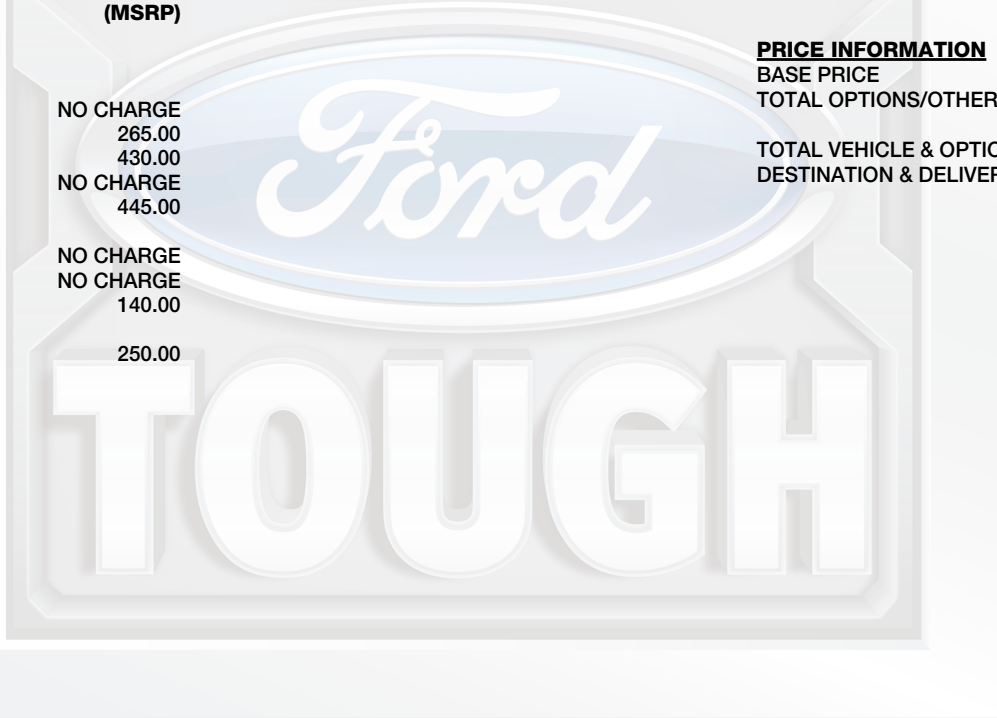 (MSRP)
NO CHARGE
265.00
430.00
NO CHARGE
445.00
NO CHARGE
NO CHARGE
140.00
250.00
PRICE INFORMATION
BASE PRICE
TOTAL OPTIONS/OTHER
TOTAL VEHICLE & OPTIO
DESTINATION & DELIVER
Ford
TOUGH